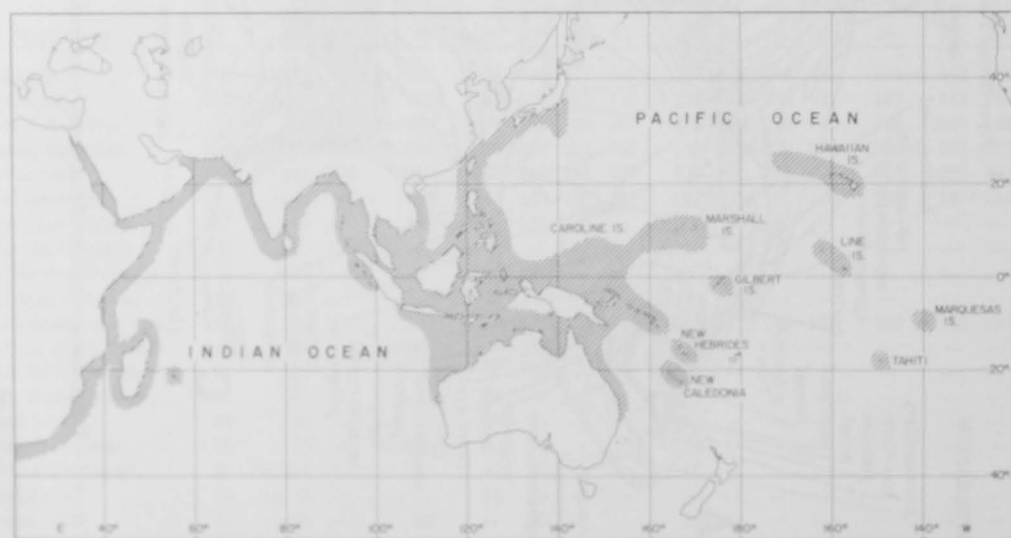 40°
PACIFIC OCEAN
HAWAIIAN
IS.
20°
MARSHALL
IS.
CAROLINE IS.
LINE
IS.
0°
GILBERT
IS.
MARQUESAS
IS.
NEW
HEBRIDES
INDIAN OCEAN
TAHITI
20°
NEW
CALEDONIA
40°
E 40° 60° 80° 100° 120° 140° 160° 180° 160° 140° W